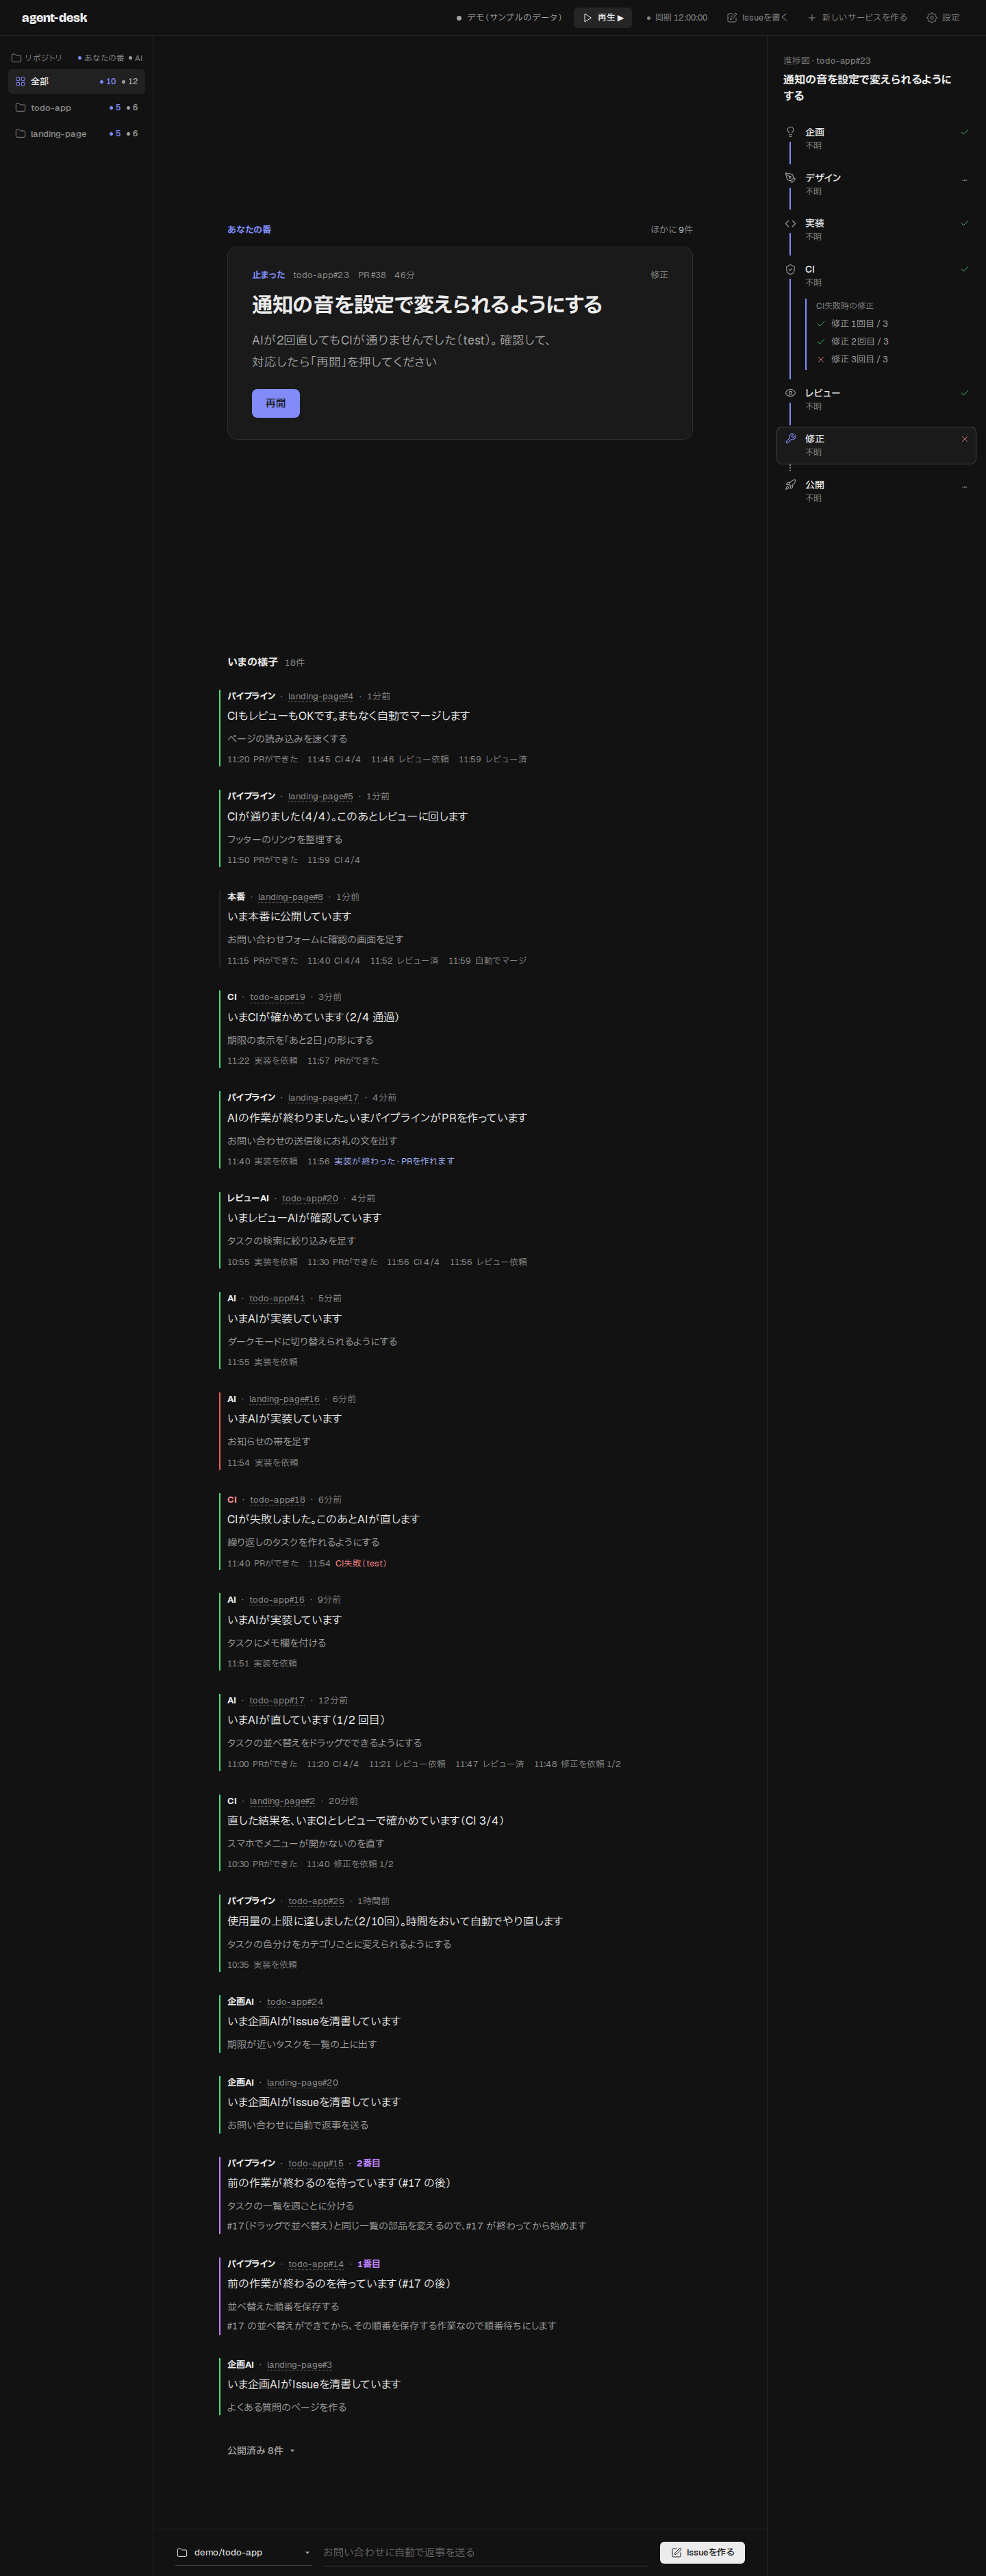 agent-desk
デモ（サンプルのデータ）
再生 ▶
同期 12:00:00
Issueを書く
新しいサービスを作る
設定
リポジトリ
あなたの番 AI
全部 10 12
todo-app 5 6
landing-page 5 6
あなたの番
ほかに 9件
止まった todo-app#23 PR #38 46分
修正
通知の音を設定で変えられるようにする
AIが2回直してもCIが通りませんでした（test）。確認して、
対応したら「再開」を押してください
再開
いまの様子 18件
パイプライン · landing-page#4 · 1分前
CIもレビューもOKです。まもなく自動でマージします
ページの読み込みを速くする
11:20 PRができた 11:45 CI 4/4 11:46 レビュー依頼 11:59 レビュー済
パイプライン · landing-page#5 · 1分前
CIが通りました（4/4）。このあとレビューに回します
フッターのリンクを整理する
11:50 PRができた 11:59 CI 4/4
本番 · landing-page#8 · 1分前
いま本番に公開しています
お問い合わせフォームに確認の画面を足す
11:15 PRができた 11:40 CI 4/4 11:52 レビュー済 11:59 自動でマージ
CI · todo-app#19 · 3分前
いまCIが確かめています（2/4 通過）
期限の表示を「あと2日」の形にする
11:22 実装を依頼 11:57 PRができた
パイプライン · landing-page#17 · 4分前
AIの作業が終わりました。いまパイプラインがPRを作っています
お問い合わせの送信後にお礼の文を出す
11:40 実装を依頼 11:56 実装が終わった · PRを作れます
レビューAI · todo-app#20 · 4分前
いまレビューAIが確認しています
タスクの検索に絞り込みを足す
10:55 実装を依頼 11:30 PRができた 11:56 CI 4/4 11:56 レビュー依頼
AI · todo-app#41 · 5分前
いまAIが実装しています
ダークモードに切り替えられるようにする
11:55 実装を依頼
AI · landing-page#16 · 6分前
いまAIが実装しています
お知らせの帯を足す
11:54 実装を依頼
CI · todo-app#18 · 6分前
CIが失敗しました。このあとAIが直します
繰り返しのタスクを作れるようにする
11:40 PRができた 11:54 CI失敗（test）
AI · todo-app#16 · 9分前
いまAIが実装しています
タスクにメモ欄を付ける
11:51 実装を依頼
AI · todo-app#17 · 12分前
いまAIが直しています（1/2 回目）
タスクの並べ替えをドラッグでできるようにする
11:00 PRができた 11:20 CI 4/4 11:21 レビュー依頼 11:47 レビュー済 11:48 修正を依頼 1/2
CI · landing-page#2 · 20分前
直した結果を、いまCIとレビューで確かめています（CI 3/4）
スマホでメニューが開かないのを直す
10:30 PRができた 11:40 修正を依頼 1/2
パイプライン · todo-app#25 · 1時間前
使用量の上限に達しました（2/10回）。時間をおいて自動でやり直します
タスクの色分けをカテゴリごとに変えられるようにする
10:35 実装を依頼
企画AI · todo-app#24
いま企画AIがIssueを清書しています
期限が近いタスクを一覧の上に出す
企画AI · landing-page#20
いま企画AIがIssueを清書しています
お問い合わせに自動で返事を送る
パイプライン · todo-app#15 · 2番目
前の作業が終わるのを待っています（#17 の後）
タスクの一覧を週ごとに分ける
#17（ドラッグで並べ替え）と同じ一覧の部品を変えるので、#17 が終わってから始めます
パイプライン · todo-app#14 · 1番目
前の作業が終わるのを待っています（#17 の後）
並べ替えた順番を保存する
#17 の並べ替えができてから、その順番を保存する作業なので順番待ちにします
企画AI · landing-page#3
いま企画AIがIssueを清書しています
よくある質問のページを作る
公開済み 8件
demo/todo-app
お問い合わせに自動で返事を送る
Issueを作る
進捗図 · todo-app#23
通知の音を設定で変えられるように
する
企画
不明
デザイン
不明
実装
不明
CI
不明
CI失敗時の修正
修正 1回目 / 3
修正 2回目 / 3
修正 3回目 / 3
レビュー
不明
修正
不明
公開
不明